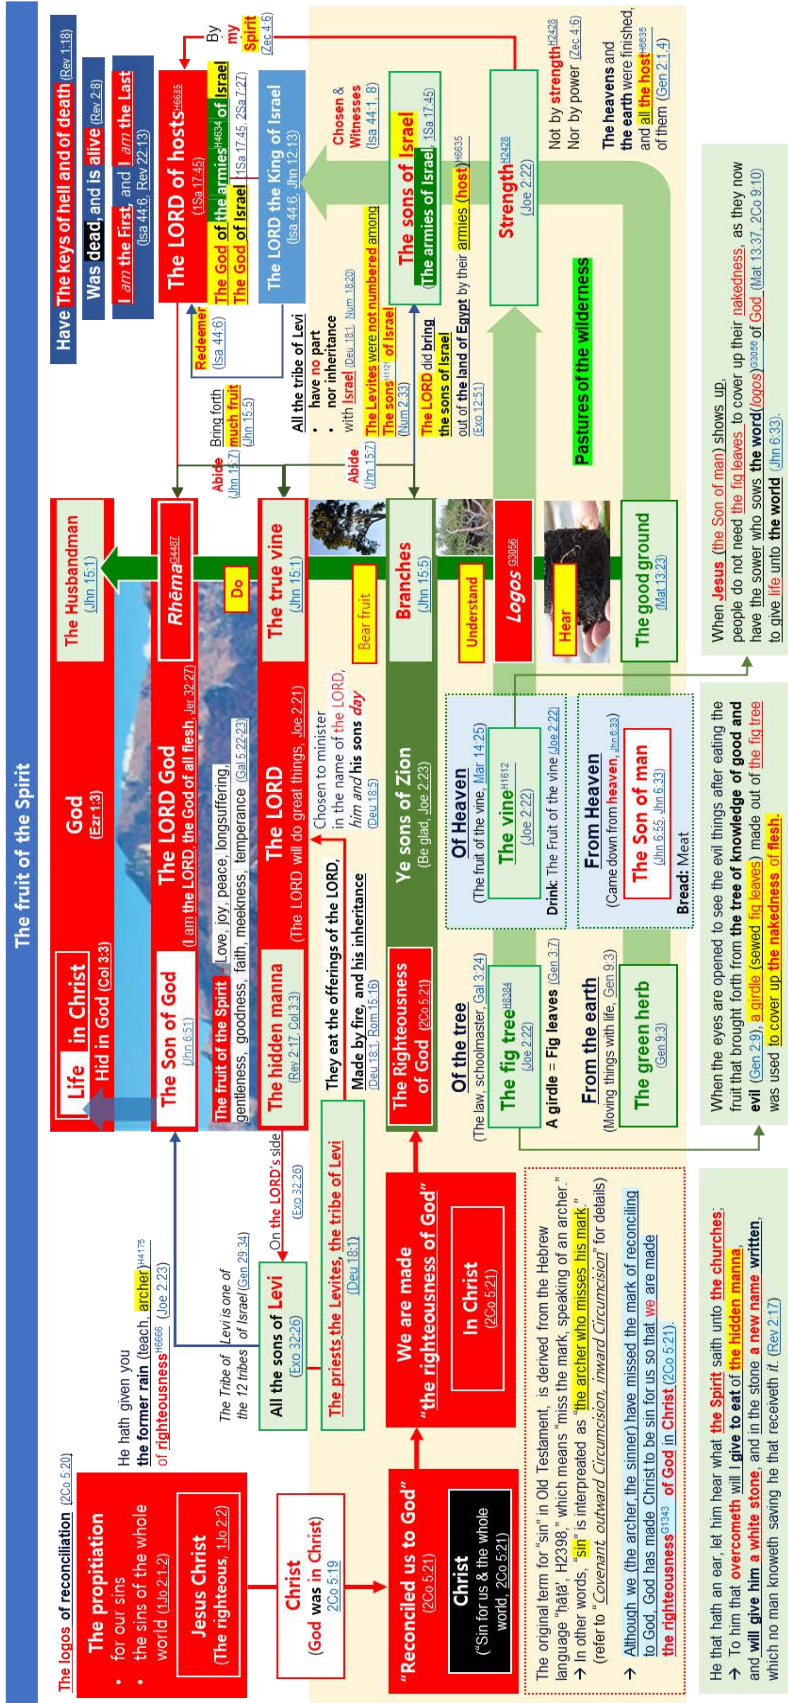 The fruit of the Spirit
The logos of reconciliation (2Co 5:20)
The propitiation
• for our sins
• the sins of the whole
world (1Jo 2:1-2)
Jesus Christ
(The righteous, 1Jo 2:2)
Christ
(God was in Christ)
2Co 5:19
“Reconciled us to God”
(2Co 5:21)
Christ
(“Sin for us & the whole
world, 2Co 5:21)
He hath given you
the former rain (teach, archer)H4175
of righteousnessH6666 (Joe 2:23)
The Tribe of Levi is one of
the 12 tribes of Israel (Gen 29:34)
All the sons of Levi
(Exo 32:26)
On the LORD's side
(Exo 32:26)
The priests the Levites, the tribe of Levi
(Deu 18:1)
We are made
“the righteousness of God”
In Christ
(2Co 5:21)
The original term for “sin” in Old Testament, is derived from the Hebrew
language “ḥāṭā', H2398,” which means “miss the mark, speaking of an archer.”
→ In other words, “sin” is interpreated as “the archer who misses his mark.”
(refer to “Covenant, outward Circumcision, inward Circumcision” for details)
→ Although we (the archer, the sinner) have missed the mark of reconciling
to God, God has made Christ to be sin for us so that we are made
the righteousnessG1343 of God in Christ (2Co 5:21).
He that hath an ear, let him hear what the Spirit saith unto the churches;
→ To him that overcometh will I give to eat of the hidden manna,
and will give him a white stone, and in the stone a new name written,
which no man knoweth saving he that receiveth it. (Rev 2:17)
Life in Christ
Hid in God (Col 3:3)
God
(Ezr 1:3)
The Husbandman
(Jhn 15:1)
The Son of God
(Jhn 6:51)
The LORD God
(I am the LORD, the God of all flesh, Jer 32:27)
RhēmaG4487
The fruit of the Spirit - Love, joy, peace, longsuffering,
gentleness, goodness, faith, meekness, temperance (Gal 5:22-23)
Do
The hidden manna
(Rev 2:17, Col 3:3)
The LORD
(The LORD will do great things, Joe 2:21)
The true vine
(Jhn 15:1)
They eat the offerings of the LORD,
Made by fire, and his inheritance
(Deu 18:1, Rom 15:16)
Chosen to minister
in the name of the LORD,
him and his sons day
(Deu 18:5)
Bear fruit
The Righteousness
of God (2Co 5:21)
Ye sons of Zion
(Be glad, Joe 2:23)
Branches
(Jhn 15:5)
Understand
Of the tree
(The law, schoolmaster, Gal 3:24)
The fig treeH8384
(Joe 2:22)
A girdle = Fig leaves (Gen 3:7)
Of Heaven
(The fruit of the vine, Mar 14:25)
The vineH1612
(Joe 2:22)
Drink: The Fruit of the vine (Joe 2:22)
Logos G3056
Hear
From the earth
(Moving things with life, Gen 9:3)
The green herb
(Gen 9:3)
From Heaven
(Came down from heaven, Jhn 6:33)
The Son of man
(Jhn 6:55, Jhn 6:33)
Bread: Meat
The good ground
(Mat 13:23)
When the eyes are opened to see the evil things after eating the
fruit that brought forth from the tree of knowledge of good and
evil (Gen 2:9), a girdle (sewed fig leaves) made out of the fig tree
was used to cover up the nakedness of flesh.
Have The keys of hell and of death (Rev 1:18)
Was dead, and is alive (Rev 2:8)
I am the First, and I am the Last
(Isa 44:6, Rev 22:13)
The LORD of hostsH6635
(1Sa 17:45)
The God of the armiesH4634 of Israel
The God of Israel (1Sa 17:45, 2Sa 7:27)
The LORD the King of Israel
(Isa 44:6, Jhn 12:13)
By
my
Spirit
(Zec 4:6)
Redeemer
(Isa 44:6)
Abide
(Jhn 15:7)
Bring forth
much fruit
(Jhn 15:5)
Abide
(Jhn 15:7)
All the tribe of Levi
• have no part
• nor inheritance
with Israel (Deu 18:1, Num 18:20)
The Levites were not numbered among
The sonsH1121 of Israel
(Num 2:33)
The LORD did bring
the sons of Israel
out of the land of Egypt by their armies (host)H6635
(Exo 12:51)
Chosen &
Witnesses
(Isa 44:1, 8)
The sons of Israel
(The armies of Israel, 1Sa 17:45)
Strength H2428
(Joe 2:22)
Pastures of the wilderness
Not by strengthH2428
Nor by power (Zec 4:6)
The heavens and
the earth were finished,
and all the hostH6635
of them (Gen 2:1,4)
When Jesus (the Son of man) shows up,
people do not need the fig leaves to cover up their nakedness, as they now
have the sower who sows the word(logos)G3056 of God (Mat 13:37, 2Co 9:10)
to give life unto the world (Jhn 6:33).